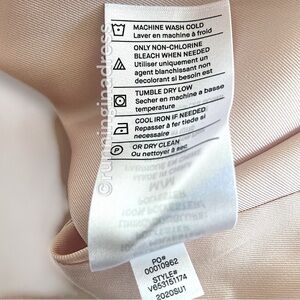 MACHINE WASH COLD
Laver en machine à froid
ONLY NON-CHLORINE
BLEACH WHEN NEEDED
Utiliser uniquement un
agent blanchissant non
decolorant si besoin est
TUMBLE DRY LOW
Secher en machine a basse
temperature
COOL IRON IF NEEDED
Repasser à fer tiede si
necessaire
P
OR DRY CLEAN
Ou nettoyer à sec
M/M
PO#
00010962
STYLE#
V653151174
2020SU1
©runninginadress